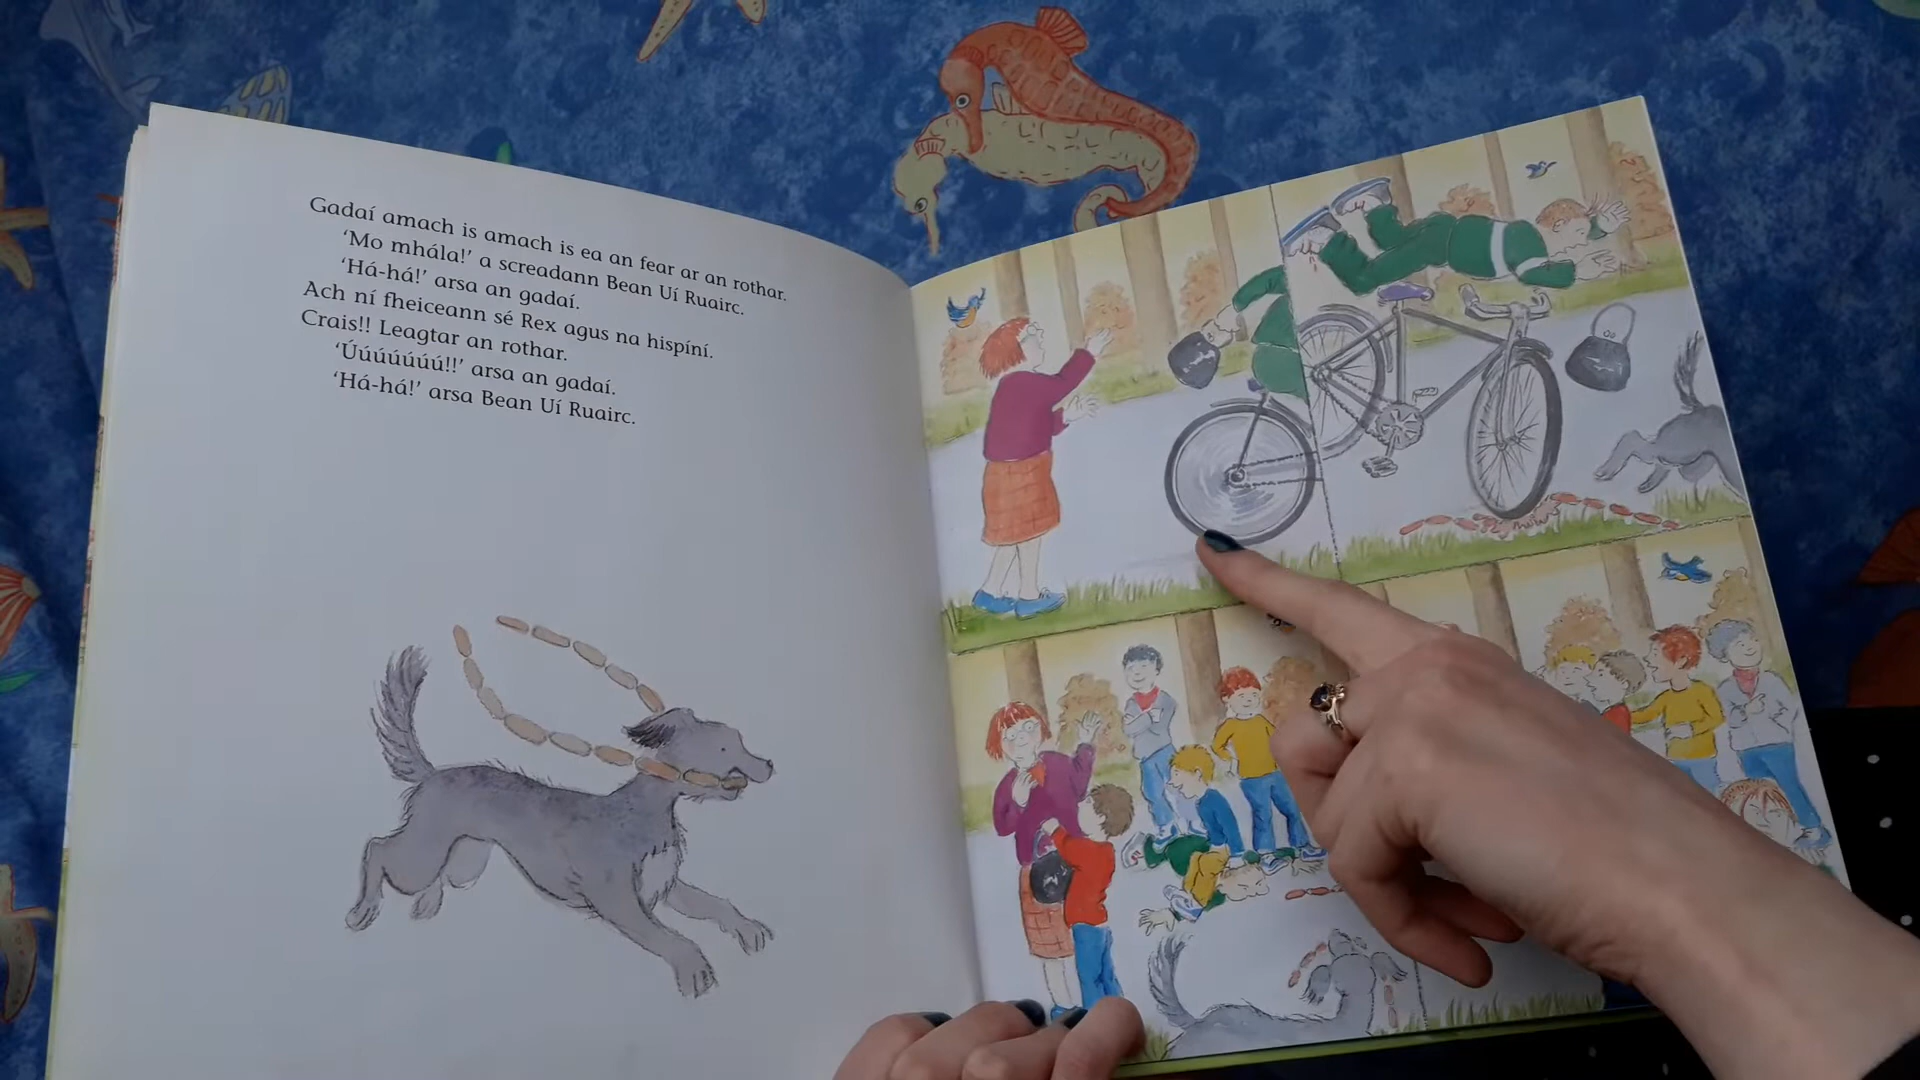 Gadaí amach is amach is ea an fear ar an rothar.
‘Mo mhála!’ a screadann Bean Uí Ruairc.
‘Há-há!’ arsa an gadaí.
Ach ní fheiceann sé Rex agus na hispíní.
Crais!! Leagtar an rothar.
‘Úúúúúúú!!’ arsa an gadaí.
‘Há-há!’ arsa Bean Uí Ruairc.